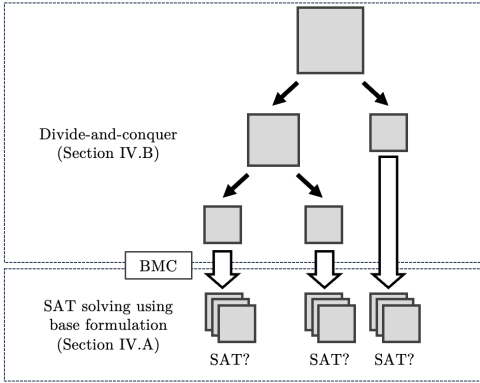 Divide-and-conquer
(Section IV.B)
BMC
SAT solving using
base formulation
(Section IV.A)
SAT?
SAT?
SAT?